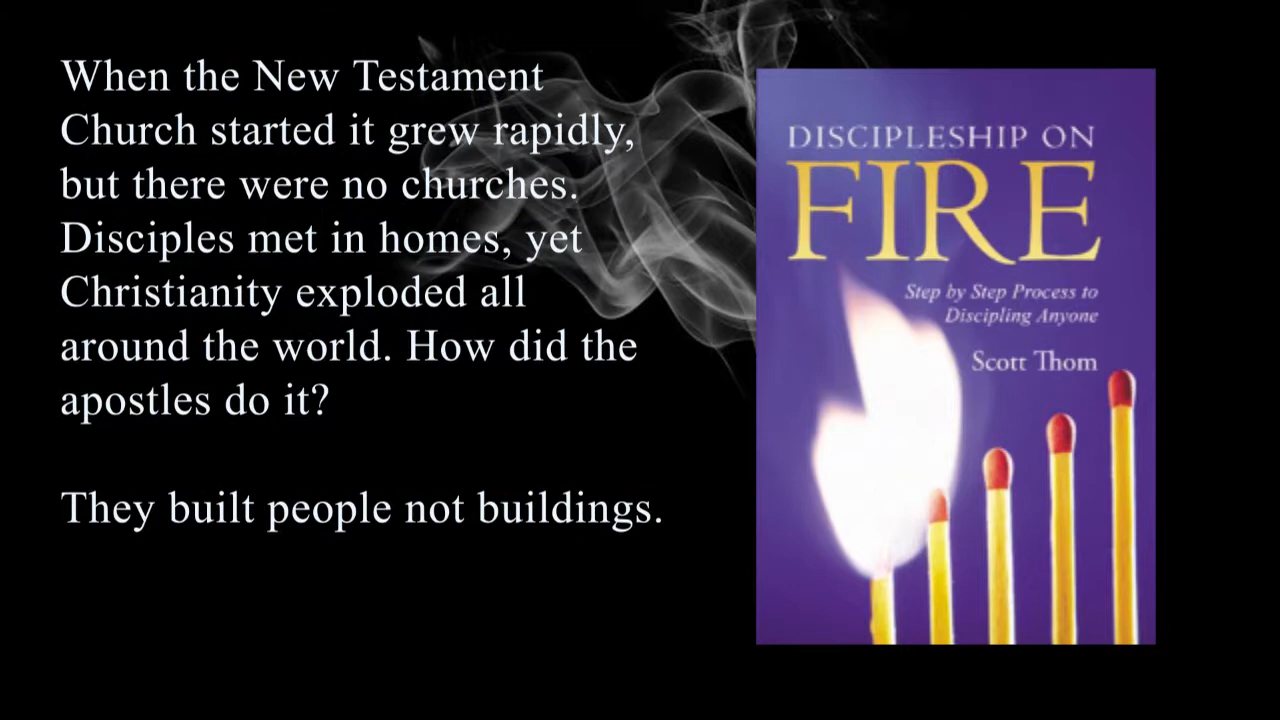 When the New Testament
Church started it grew rapidly,
but there were no churches.
Disciples met in homes, yet
Christianity exploded all
around the world. How did the
apostles do it?
They built people not buildings.
DISCIPLESHIP ON
FIRE
Step by Step Process to
Discipling Anyone
Scott Thom